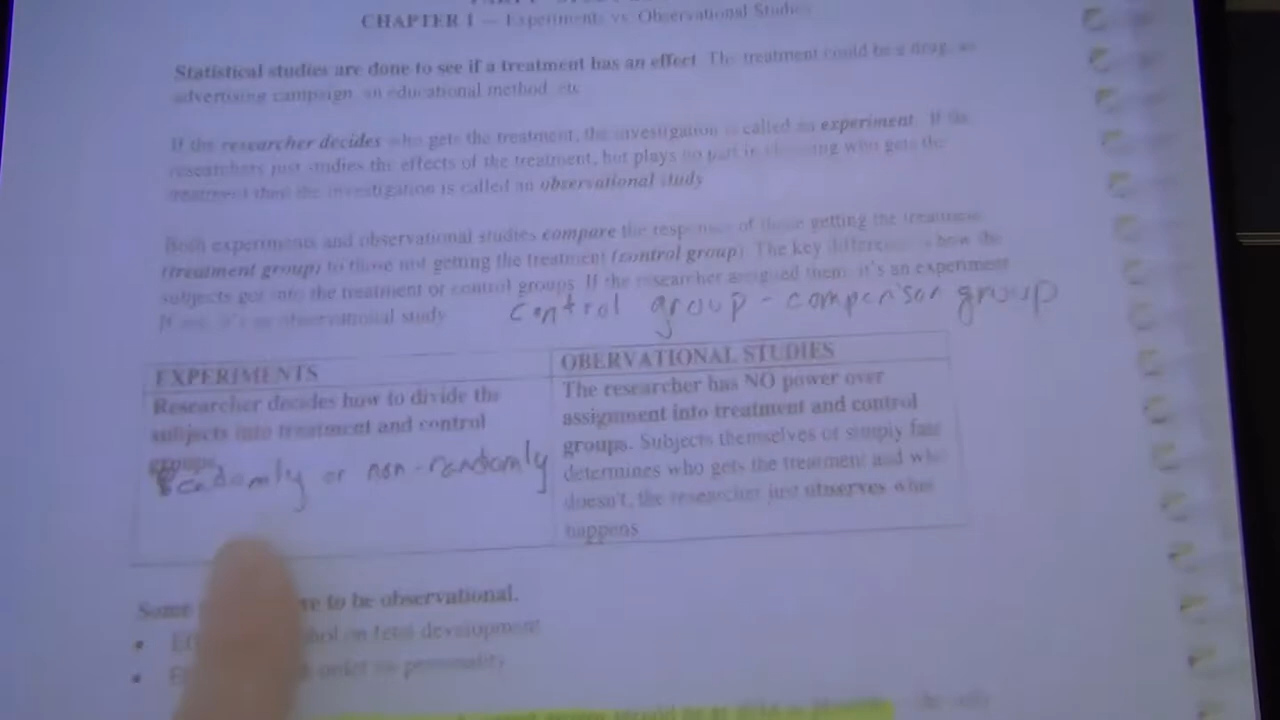 CHAPTER 1 — Experiments vs. Observational Studies
Statistical studies are done to see if a treatment has an effect. The treatment could be a drug, an
advertising campaign, an educational method, etc
If the researcher decides who gets the treatment, the investigation is called an experiment. If the
researchers just studies the effects of the treatment, but plays no part in choosing who gets the
treatment then the investigation is called an observational study
Both experiments and observational studies compare the responses of those getting the treatment
(treatment group) to those not getting the treatment (control group). The key difference is how the
subjects got into the treatment or control groups. If the researcher assigned them, it's an experiment
If not, it's an observational study
control group - comparison group
EXPERIMENTS
Researcher decides how to divide the
subjects into treatment and control
groups
Randomly or non-randomly
OBERVATIONAL STUDIES
The researcher has NO power over
assignment into treatment and control
groups. Subjects themselves or simply fate
determines who gets the treatment and who
doesn't, the researcher just observes what
happens
Some to be observational.
on fetal development
order on personality